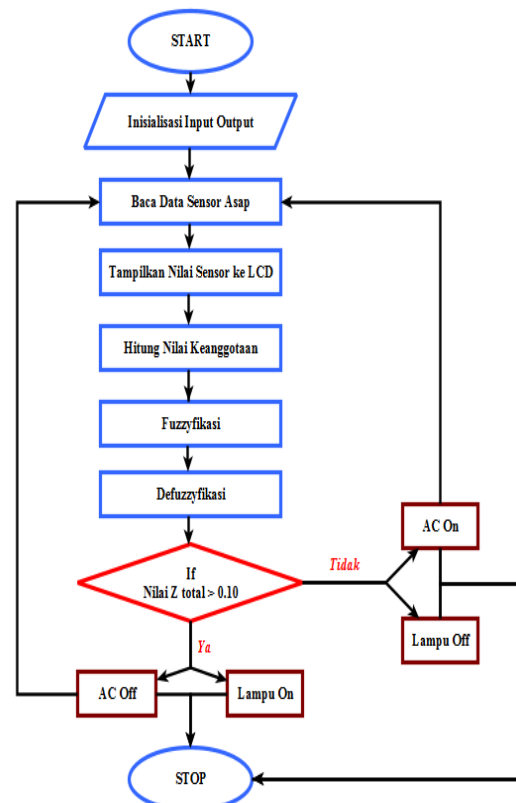 START
Inisialisasi Input Output
Baca Data Sensor Asap
Tampilkan Nilai Sensor ke LCD
Hitung Nilai Keanggotaan
Fuzzyfikasi
Defuzzyfikasi
If
Nilai Z total > 0.10
Tidak
AC On
Lampu Off
Ya
AC Off
Lampu On
STOP